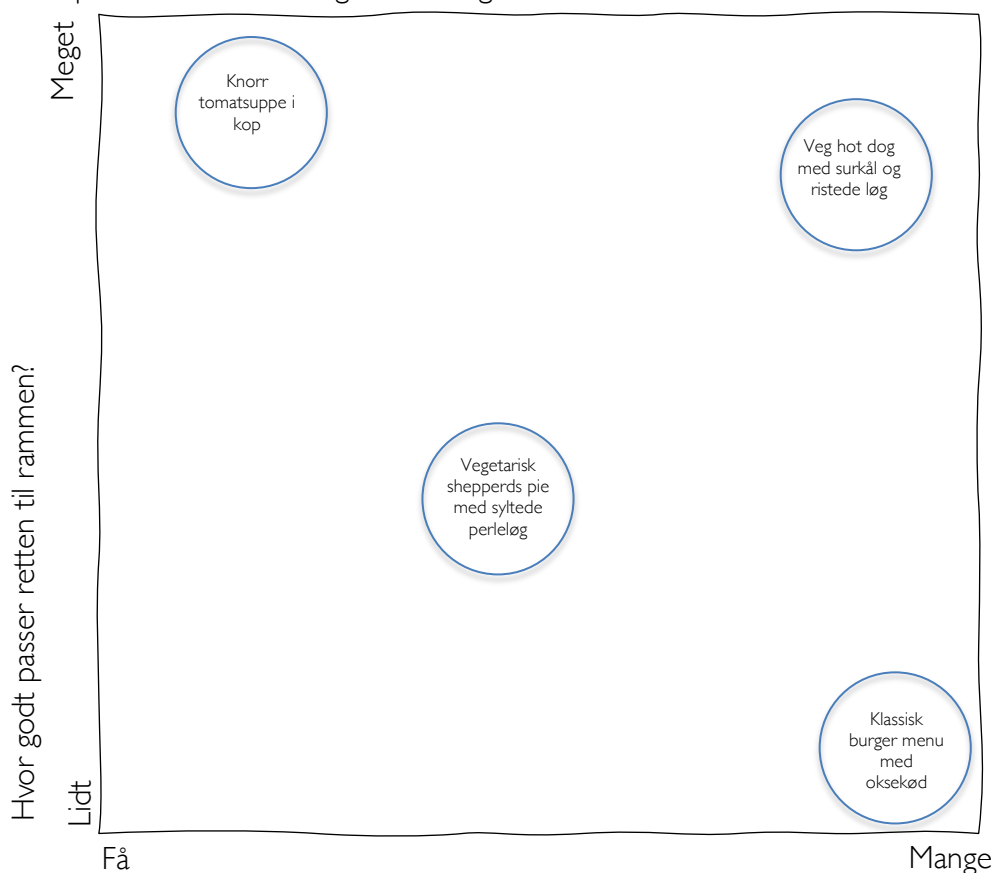 Meget
Knorr
tomatsuppe i
kop
Veg hot dog
med surkål og
ristede løg
Hvor godt passer retten til rammen?
Vegetarisk
shepperds pie
med syltede
perleløg
Klassisk
burger menu
med
oksekød
Lidt
Få
Mange